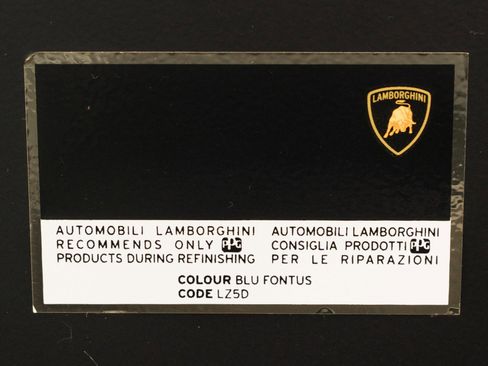 LAMBORGHINI
AUTOMOBILI LAMBORGHINI
RECOMMENDS ONLY PPG
PRODUCTS DURING REFINISHING
AUTOMOBILI LAMBORGHINI
CONSIGLIA PRODOTTI PPG
PER LE RIPARAZIONI
COLOUR BLU FONTUS
CODE LZ5D